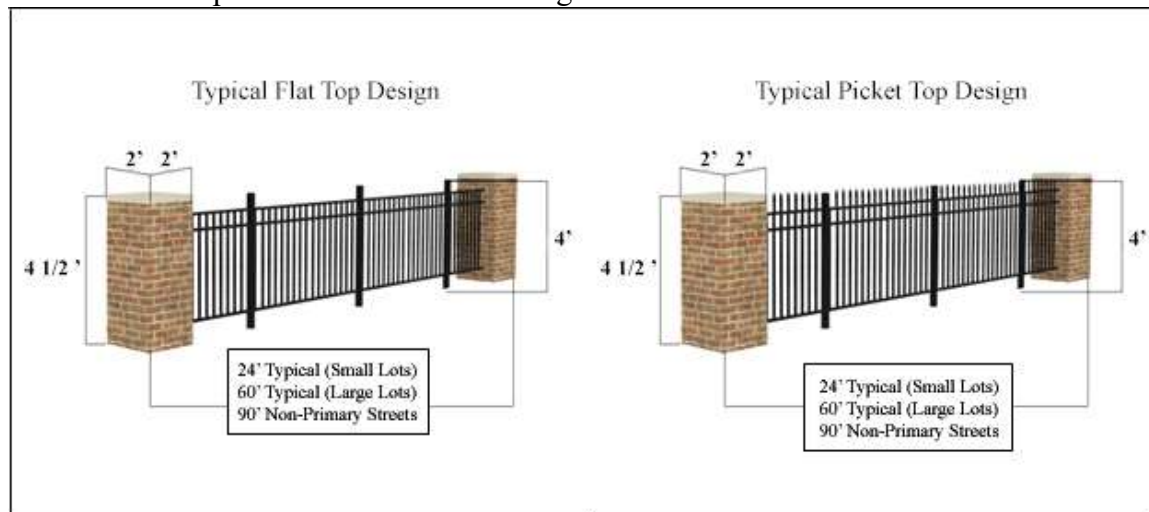 Typical Flat Top Design
2’ 2’
4 1/2 ’
4’
24’ Typical (Small Lots)
60’ Typical (Large Lots)
90’ Non-Primary Streets
Typical Picket Top Design
2’ 2’
4 1/2 ’
4’
24’ Typical (Small Lots)
60’ Typical (Large Lots)
90’ Non-Primary Streets